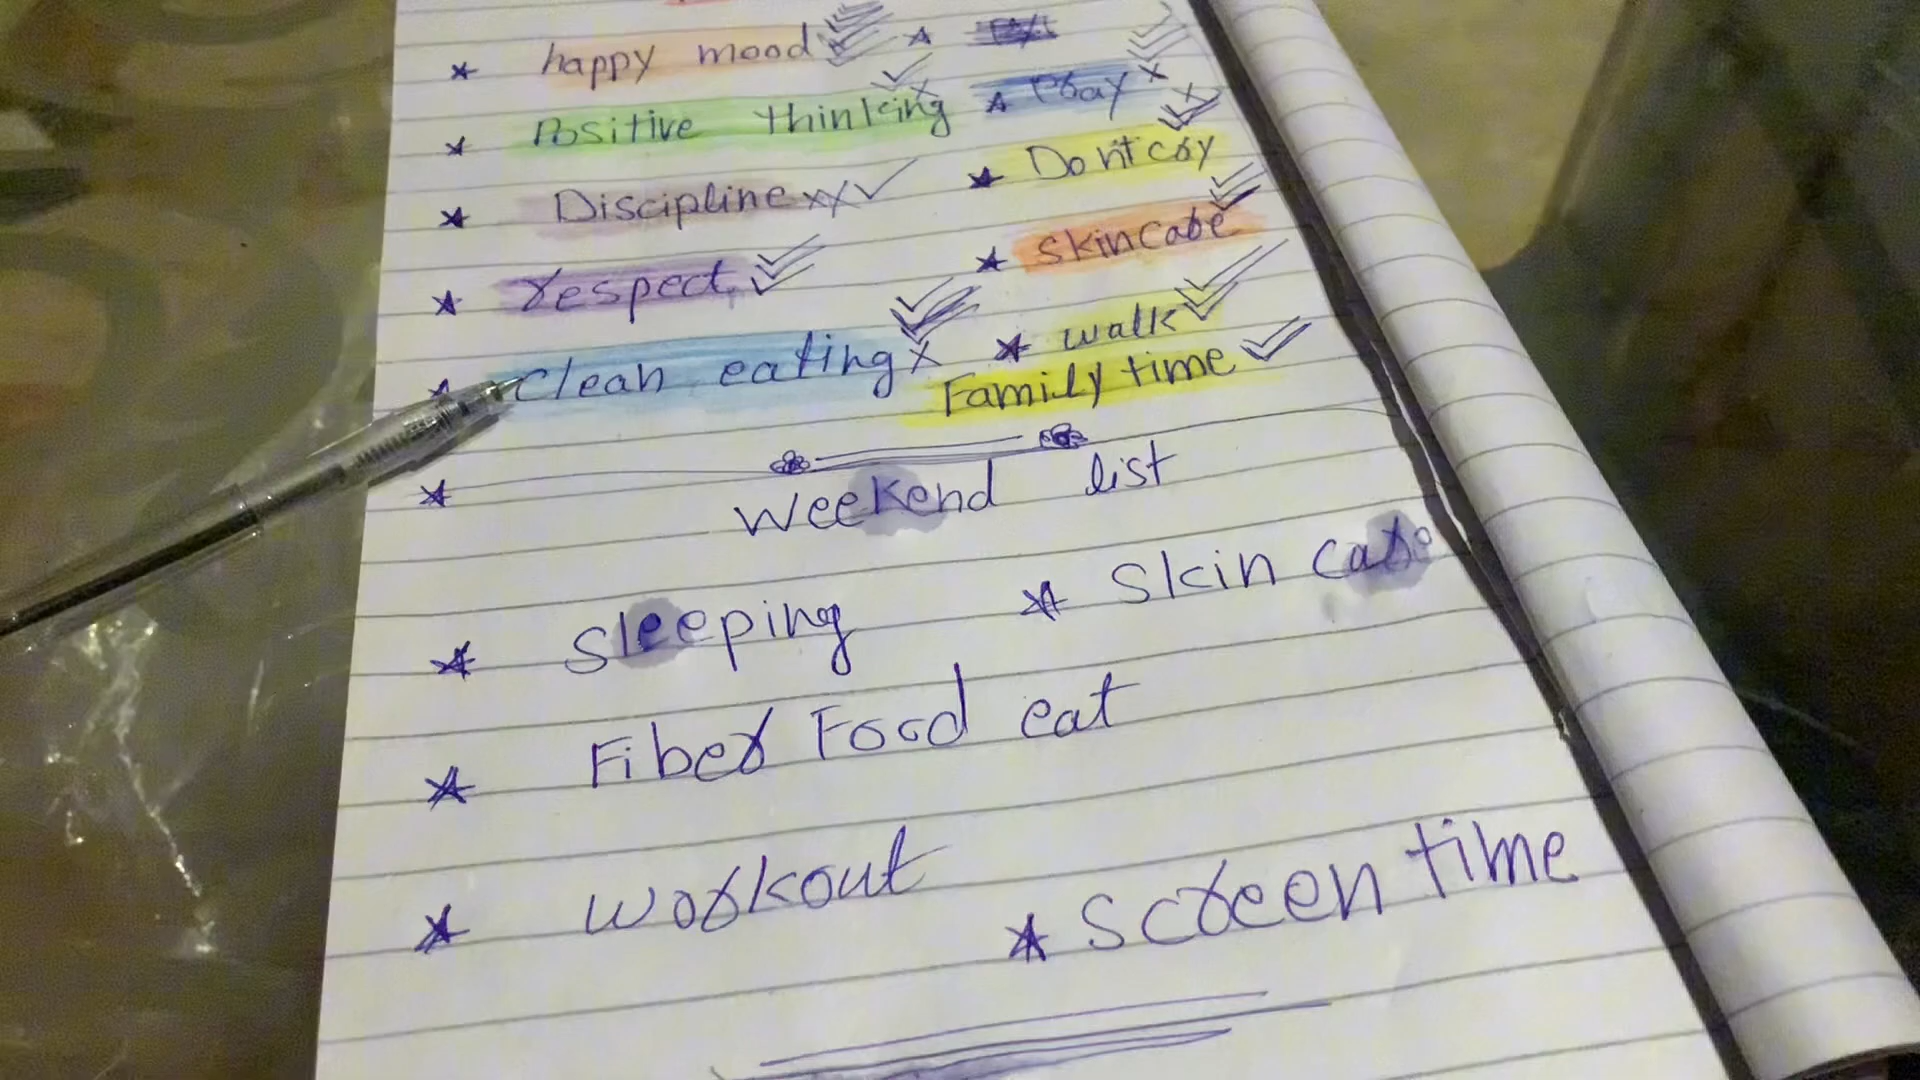 happy mood
Positive thinking
Pray
Discipline
Don't cry
respect
skincare
Clean eating
walk
Family time
Weekend list
sleeping
Skin care
Fiber Food eat
workout
screen time